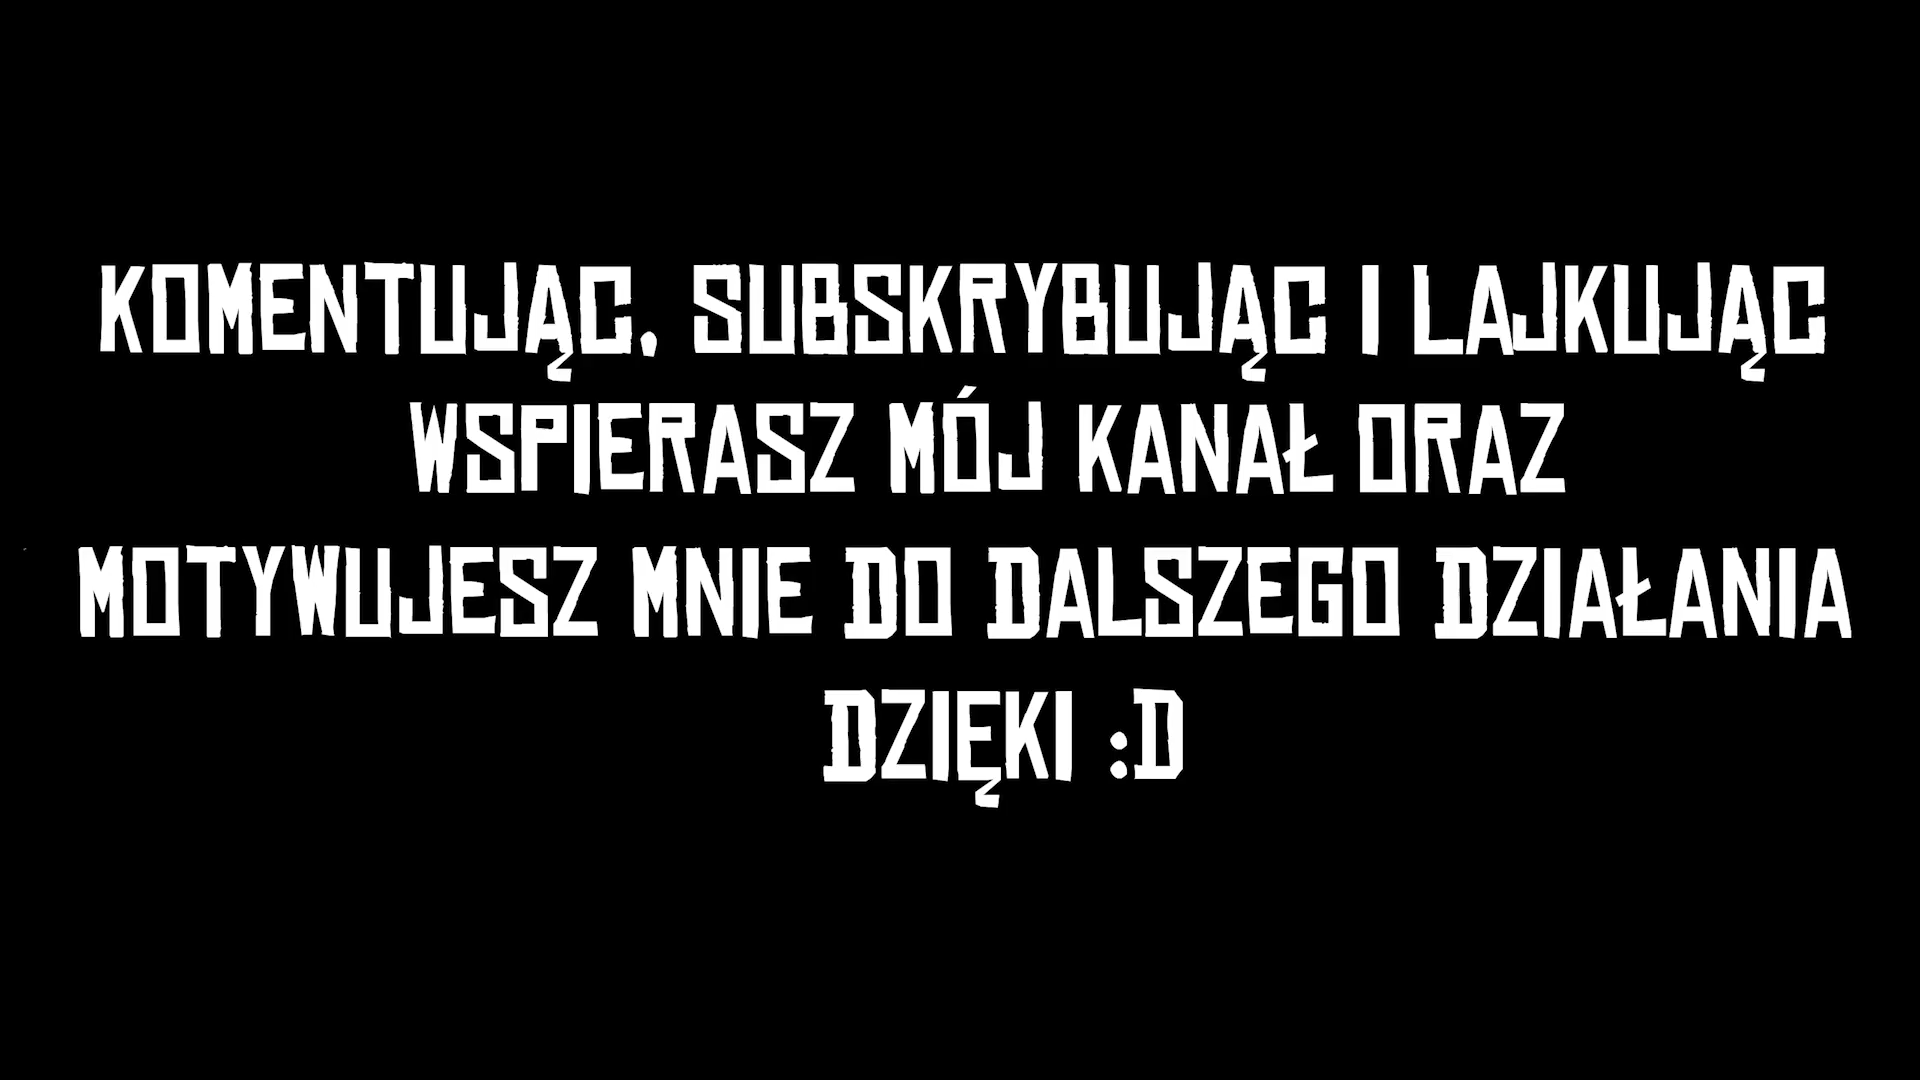 KOMENTUJĄC, SUBSKRYBUJĄC I LAJKUJĄC
WSPIERASZ MÓJ KANAŁ ORAZ
MOTYWUJESZ MNIE DO DALSZEGO DZIAŁANIA
DZIĘKI :D